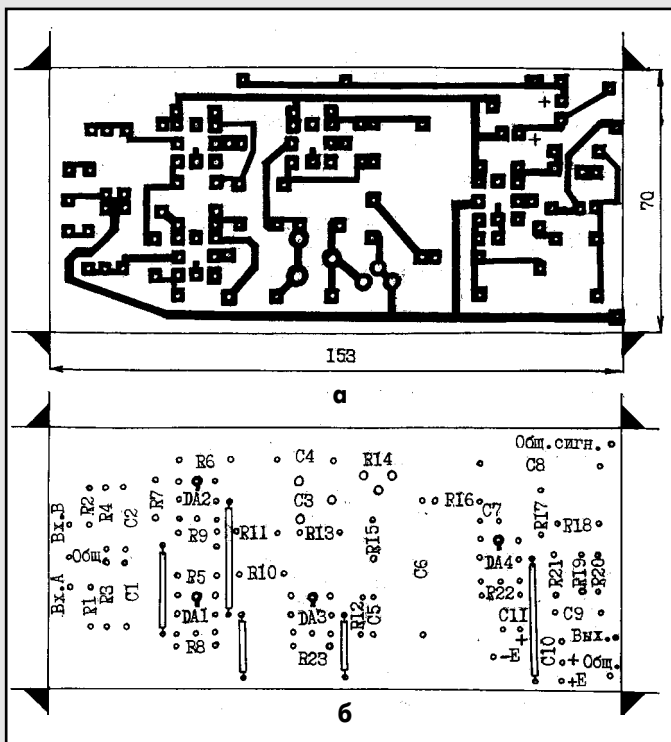 +
+
70
153
а
Общ.сигн.
R6 C4 R14 C8
Вх.В R2 R4 C2 R7 DA2 C3 R16 C7 R17
R9 R11 R13 R15 R18
Общ. DA4
Вх.А R1 R3 C1 R5 R10 C6 R22 R21 R19 R20
DA1 DA3 R12 C5 C11 C9
R8 R23 + Вых.
-Е C10 + Общ.
+Е
б